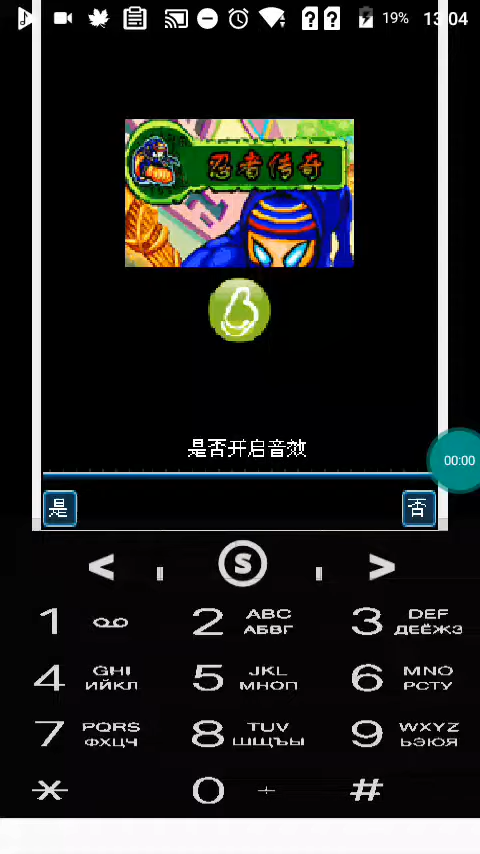 19% 13:04
忍者传奇
是否开启音效
00:00
是 否
< S >
1 2 ABC АБВГ 3 DEF ДЕЁЖЗ
4 GHI ИЙКЛ 5 JKL МНОП 6 MNO РСТУ
7 PQRS ФХЦЧ 8 TUV ШЩЪЫ 9 WXYZ ЬЭЮЯ
* 0 + #